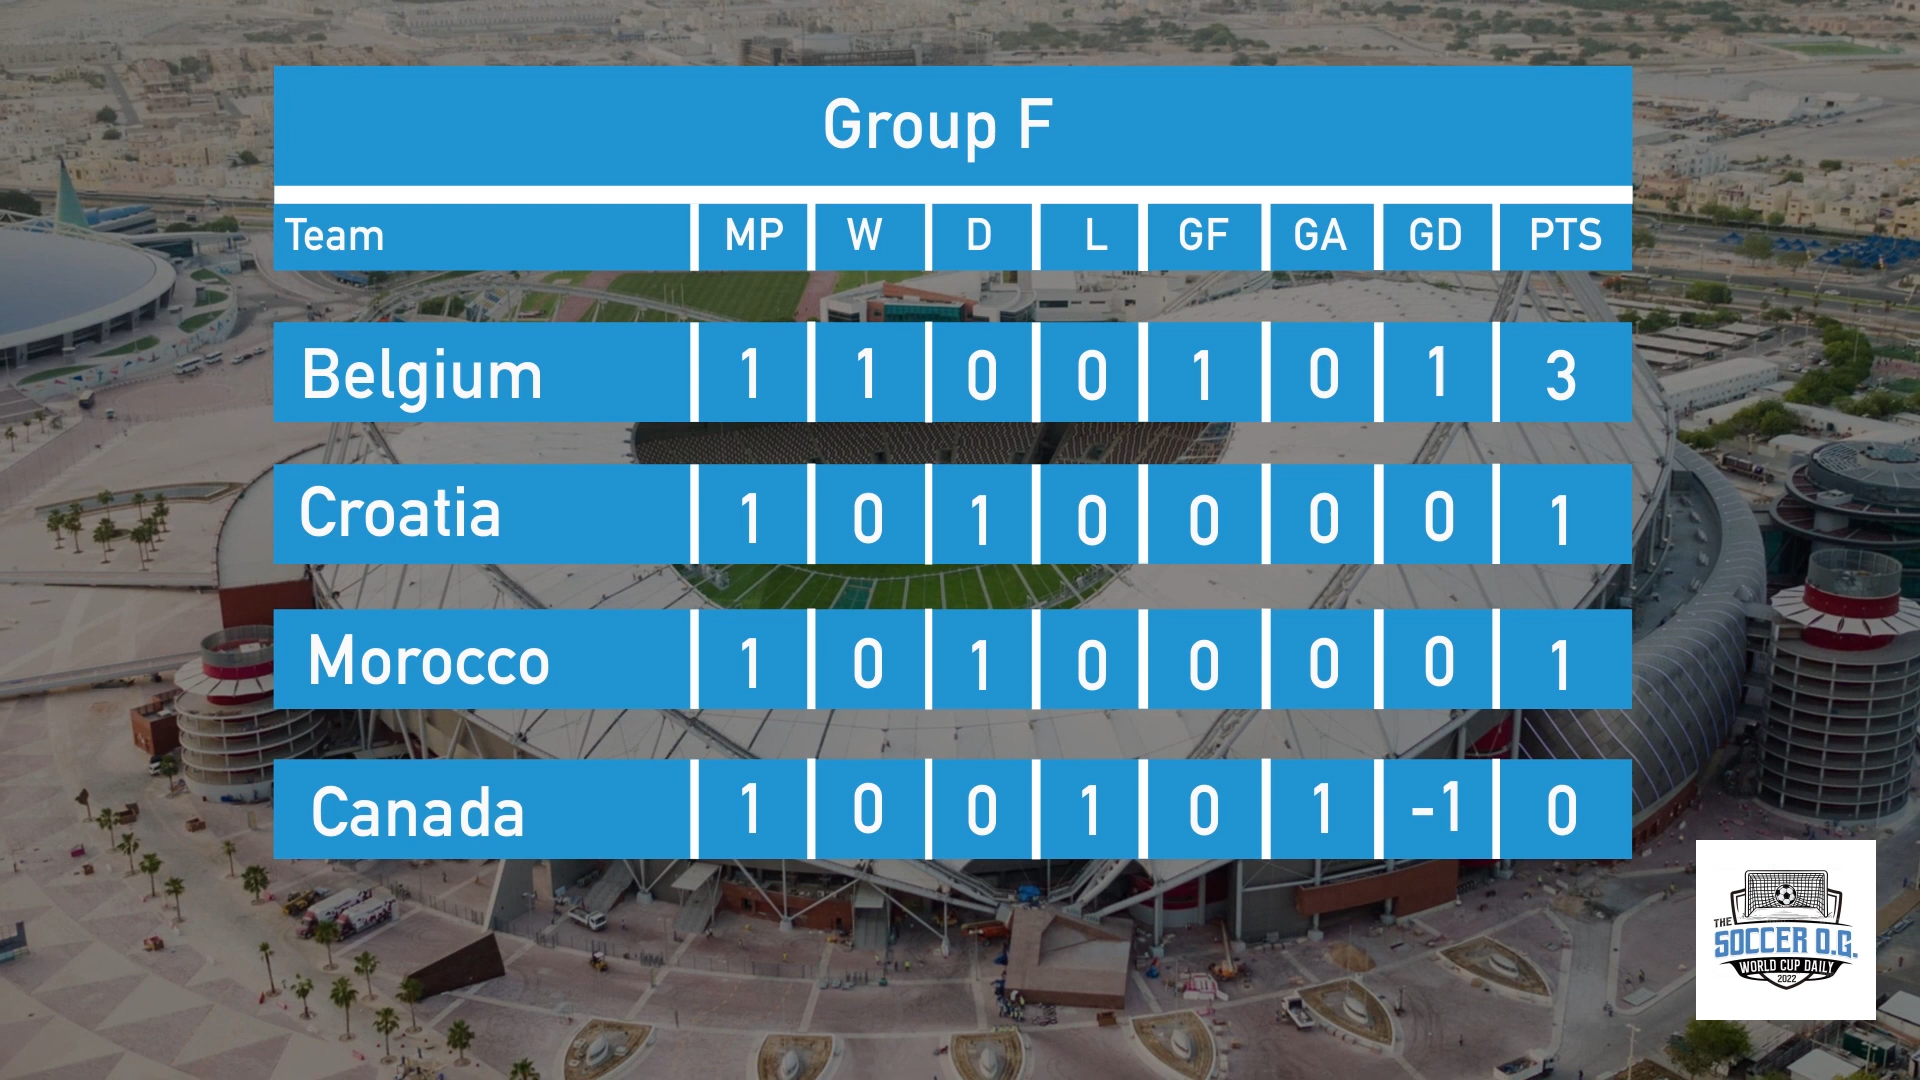 Group F
Team MP W D L GF GA GD PTS
Belgium 1 1 0 0 1 0 1 3
Croatia 1 0 1 0 0 0 0 1
Morocco 1 0 1 0 0 0 0 1
Canada 1 0 0 1 0 1 -1 0
THE
SOCCER O.G.
WORLD CUP DAILY
2022